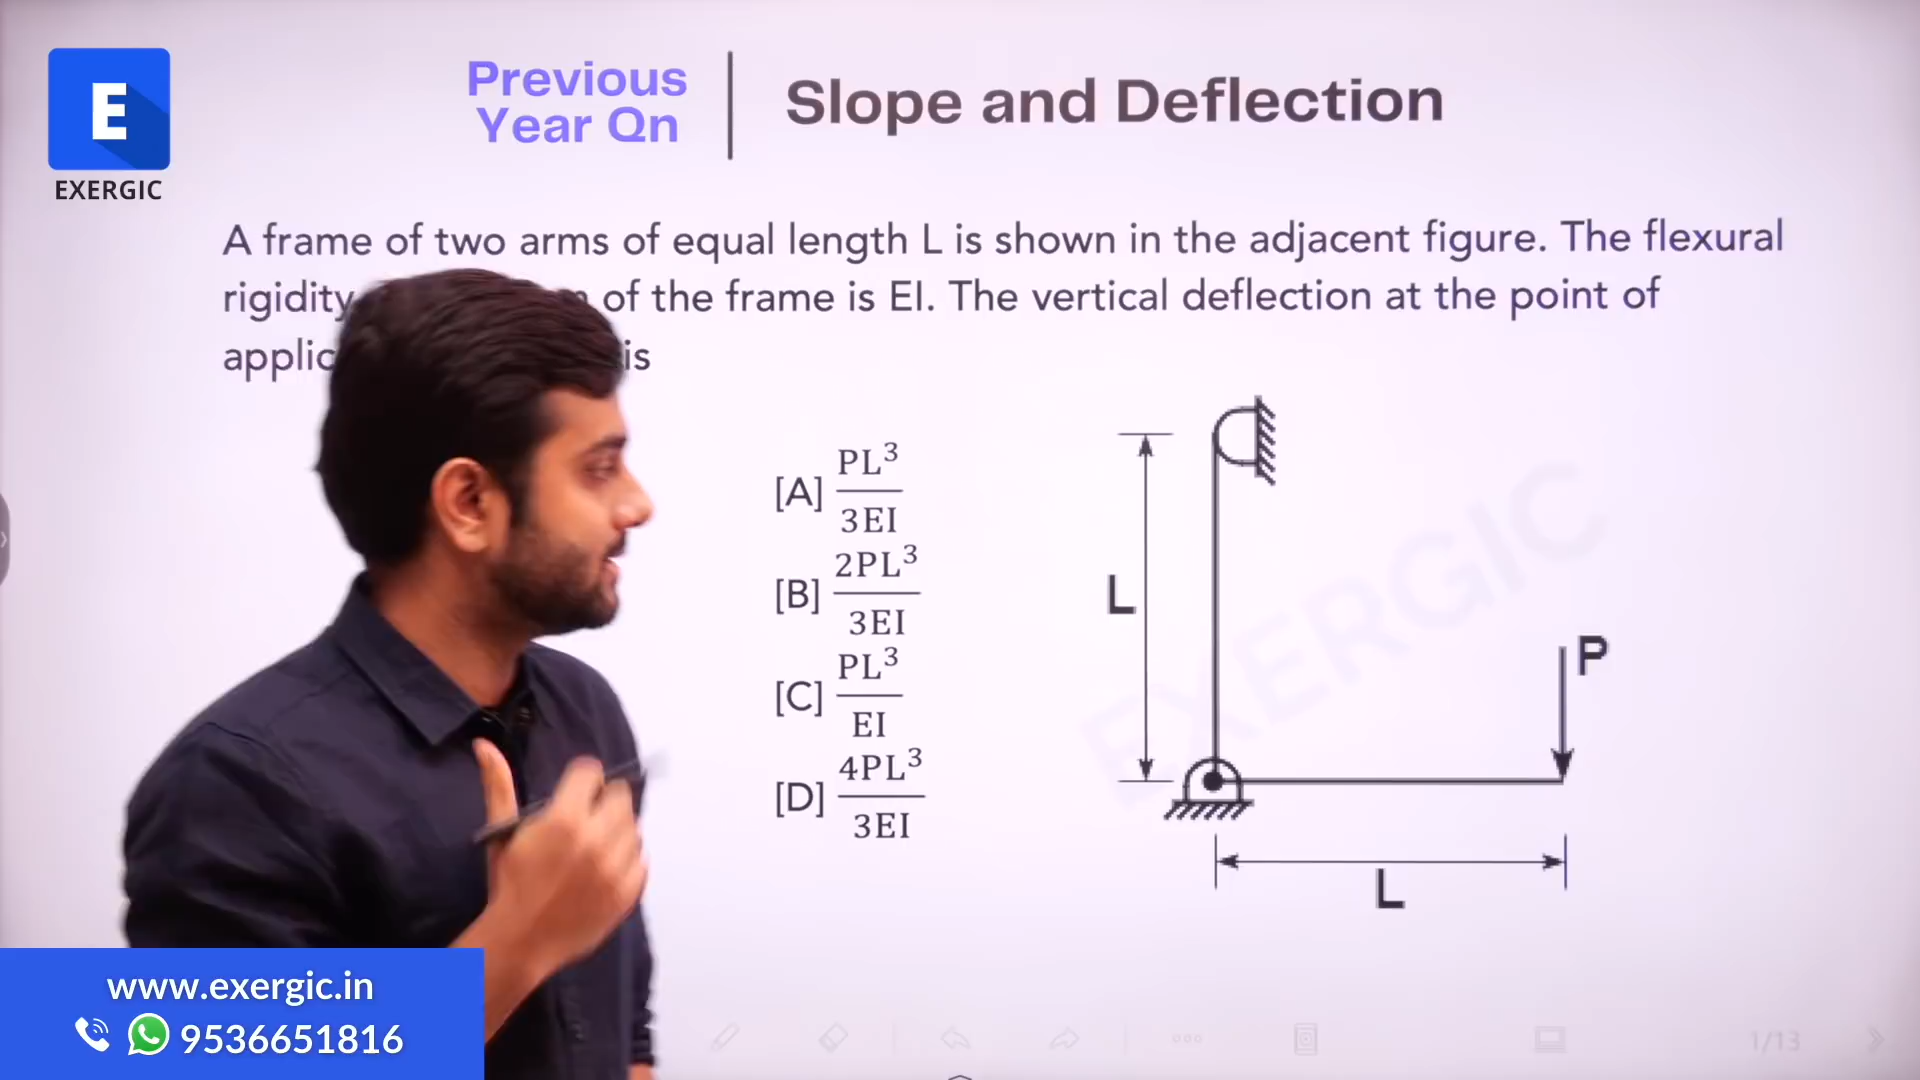 E
EXERGIC
Previous
Year Qn
Slope and Deflection
A frame of two arms of equal length L is shown in the adjacent figure. The flexural
rigidity of the frame is EI. The vertical deflection at the point of
is
[A] PL³
3EI
[B] 2PL³
3EI
[C] PL³
EI
[D] 4PL³
3EI
L
P
L
EXERGIC
www.exergic.in
9536651816
1/13